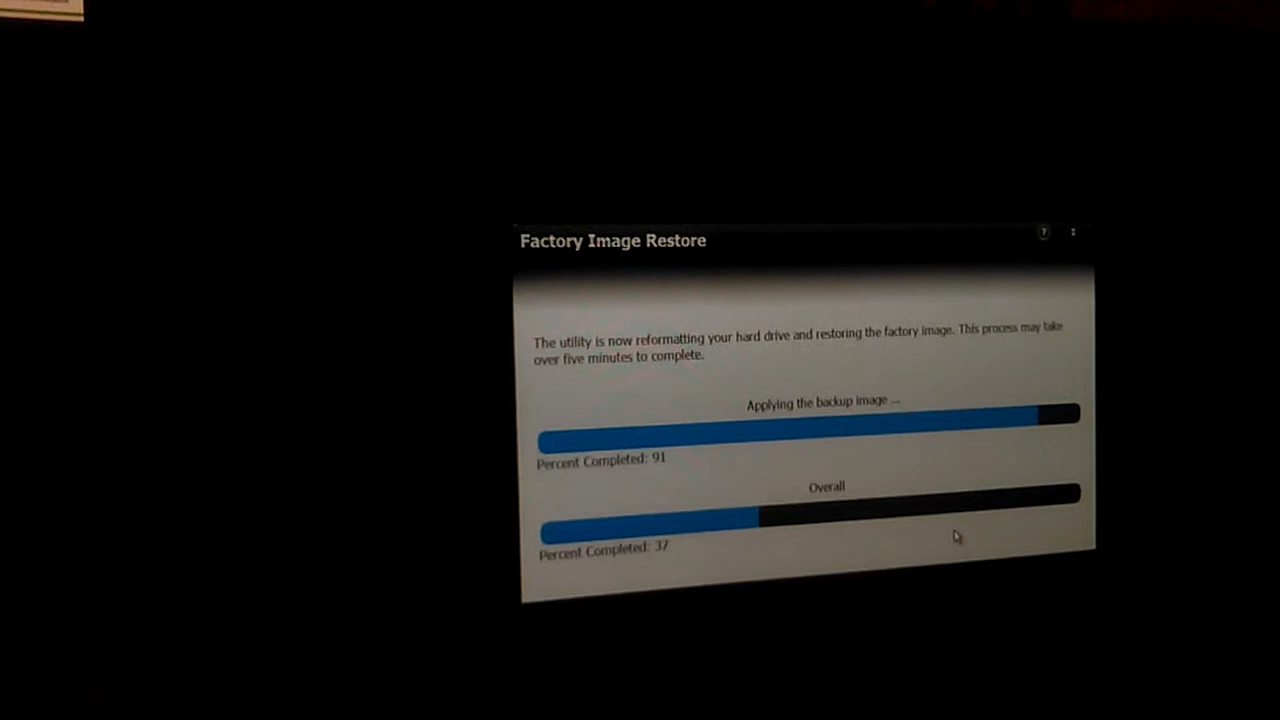 Factory Image Restore
The utility is now reformatting your hard drive and restoring the factory image. This process may take
over five minutes to complete.
Applying the backup image ...
Percent Completed: 91
Overall
Percent Completed: 37